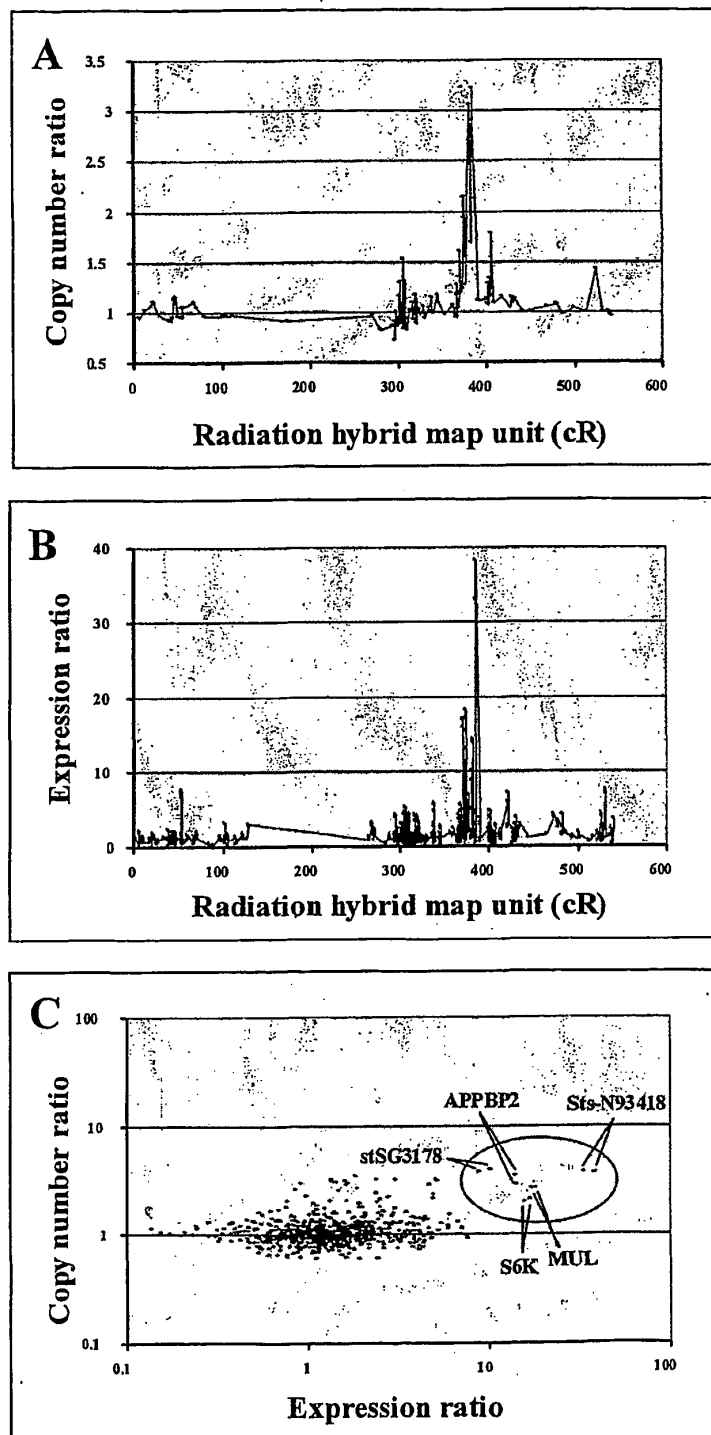 A
Copy number ratio
3.5
3
2.5
2
1.5
1
0.5
0 100 200 300 400 500 600
Radiation hybrid map unit (cR)
B
Expression ratio
40
30
20
10
0
0 100 200 300 400 500 600
Radiation hybrid map unit (cR)
C
Copy number ratio
100
10
1
0.1
APPBP2
Sts-N93418
stSG3178
S6K
MUL
0.1 1 10 100
Expression ratio